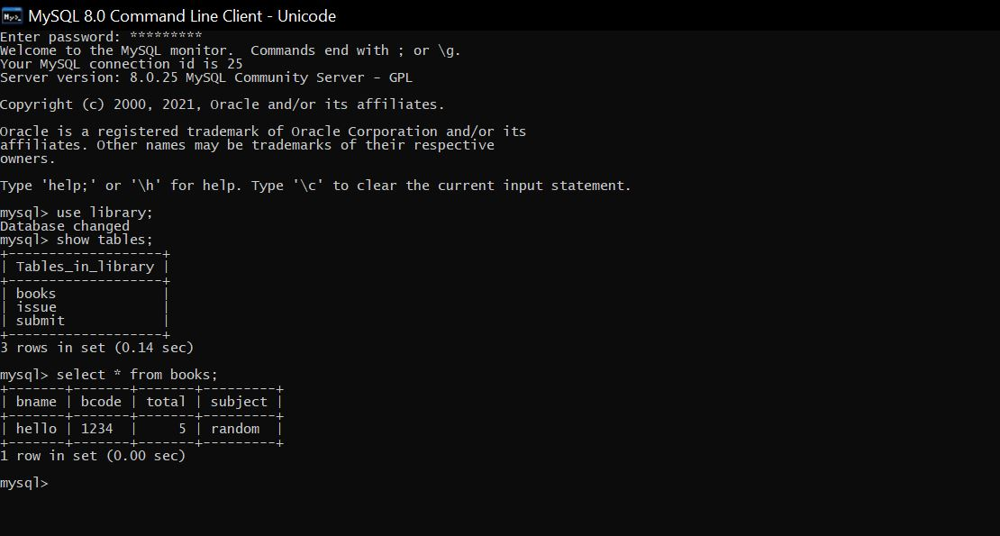 MySQL 8.0 Command Line Client - Unicode
Enter password: *********
Welcome to the MySQL monitor.  Commands end with ; or \g.
Your MySQL connection id is 25
Server version: 8.0.25 MySQL Community Server - GPL

Copyright (c) 2000, 2021, Oracle and/or its affiliates.

Oracle is a registered trademark of Oracle Corporation and/or its
affiliates. Other names may be trademarks of their respective
owners.

Type 'help;' or '\h' for help. Type '\c' to clear the current input statement.

mysql> use library;
Database changed
mysql> show tables;
+-------------------+
| Tables_in_library |
+-------------------+
| books             |
| issue             |
| submit            |
+-------------------+
3 rows in set (0.14 sec)

mysql> select * from books;
+-------+-------+-------+---------+
| bname | bcode | total | subject |
+-------+-------+-------+---------+
| hello | 1234  |     5 | random  |
+-------+-------+-------+---------+
1 row in set (0.00 sec)

mysql>